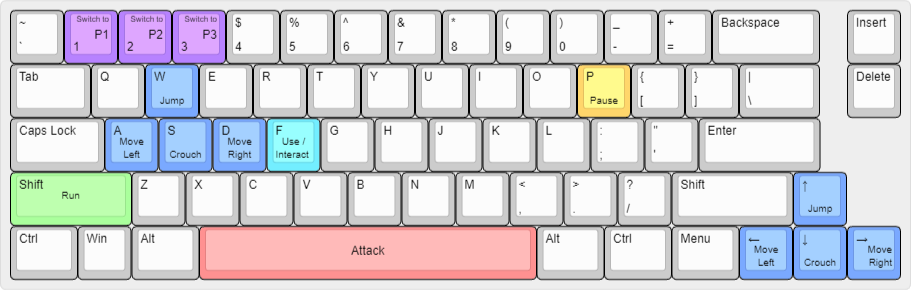 ~ Switch to Switch to Switch to $ % ^ & * ( ) _ + Backspace Insert
P1 P2 P3
` 1 2 3 4 5 6 7 8 9 0 - =
Tab Q W E R T Y U I O P { } | Delete
Jump Pause [ ] \
Caps Lock A S D F G H J K L : " Enter
Move Move Use /
Left Crouch Right Interact ; '
Shift Z X C V B N M < > ? Shift ↑
Run , . / Jump
Ctrl Win Alt Attack Alt Ctrl Menu ← ↓ →
Move Move
Left Crouch Right